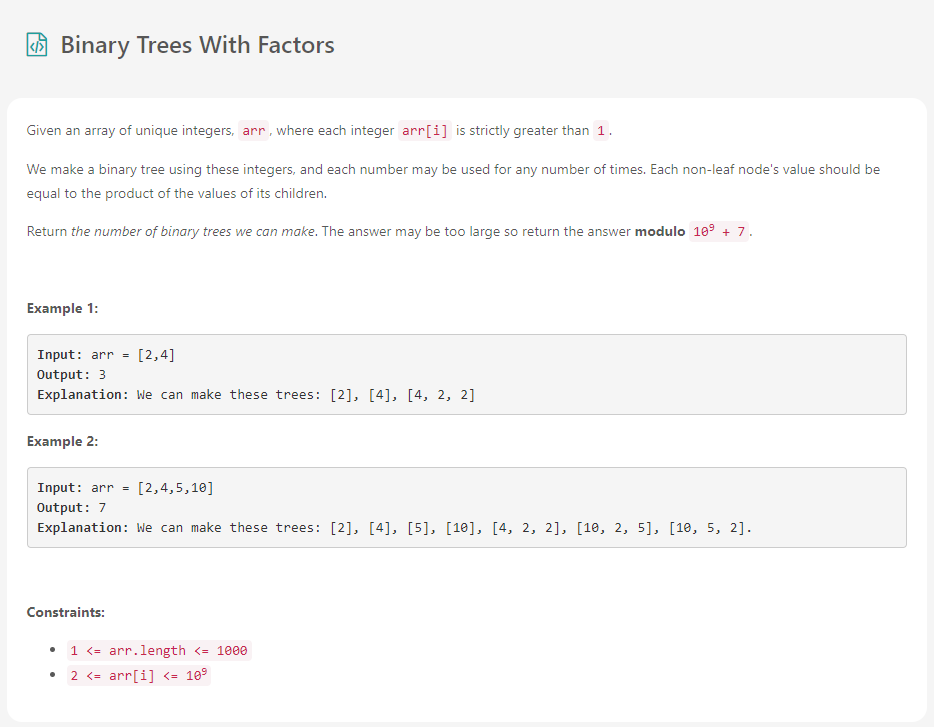 Binary Trees With Factors
Given an array of unique integers, arr, where each integer arr[i] is strictly greater than 1.
We make a binary tree using these integers, and each number may be used for any number of times. Each non-leaf node's value should be
equal to the product of the values of its children.
Return the number of binary trees we can make. The answer may be too large so return the answer modulo 10⁹ + 7.
Example 1:
Input: arr = [2,4]
Output: 3
Explanation: We can make these trees: [2], [4], [4, 2, 2]
Example 2:
Input: arr = [2,4,5,10]
Output: 7
Explanation: We can make these trees: [2], [4], [5], [10], [4, 2, 2], [10, 2, 5], [10, 5, 2].
Constraints:
• 1 <= arr.length <= 1000
• 2 <= arr[i] <= 10⁹